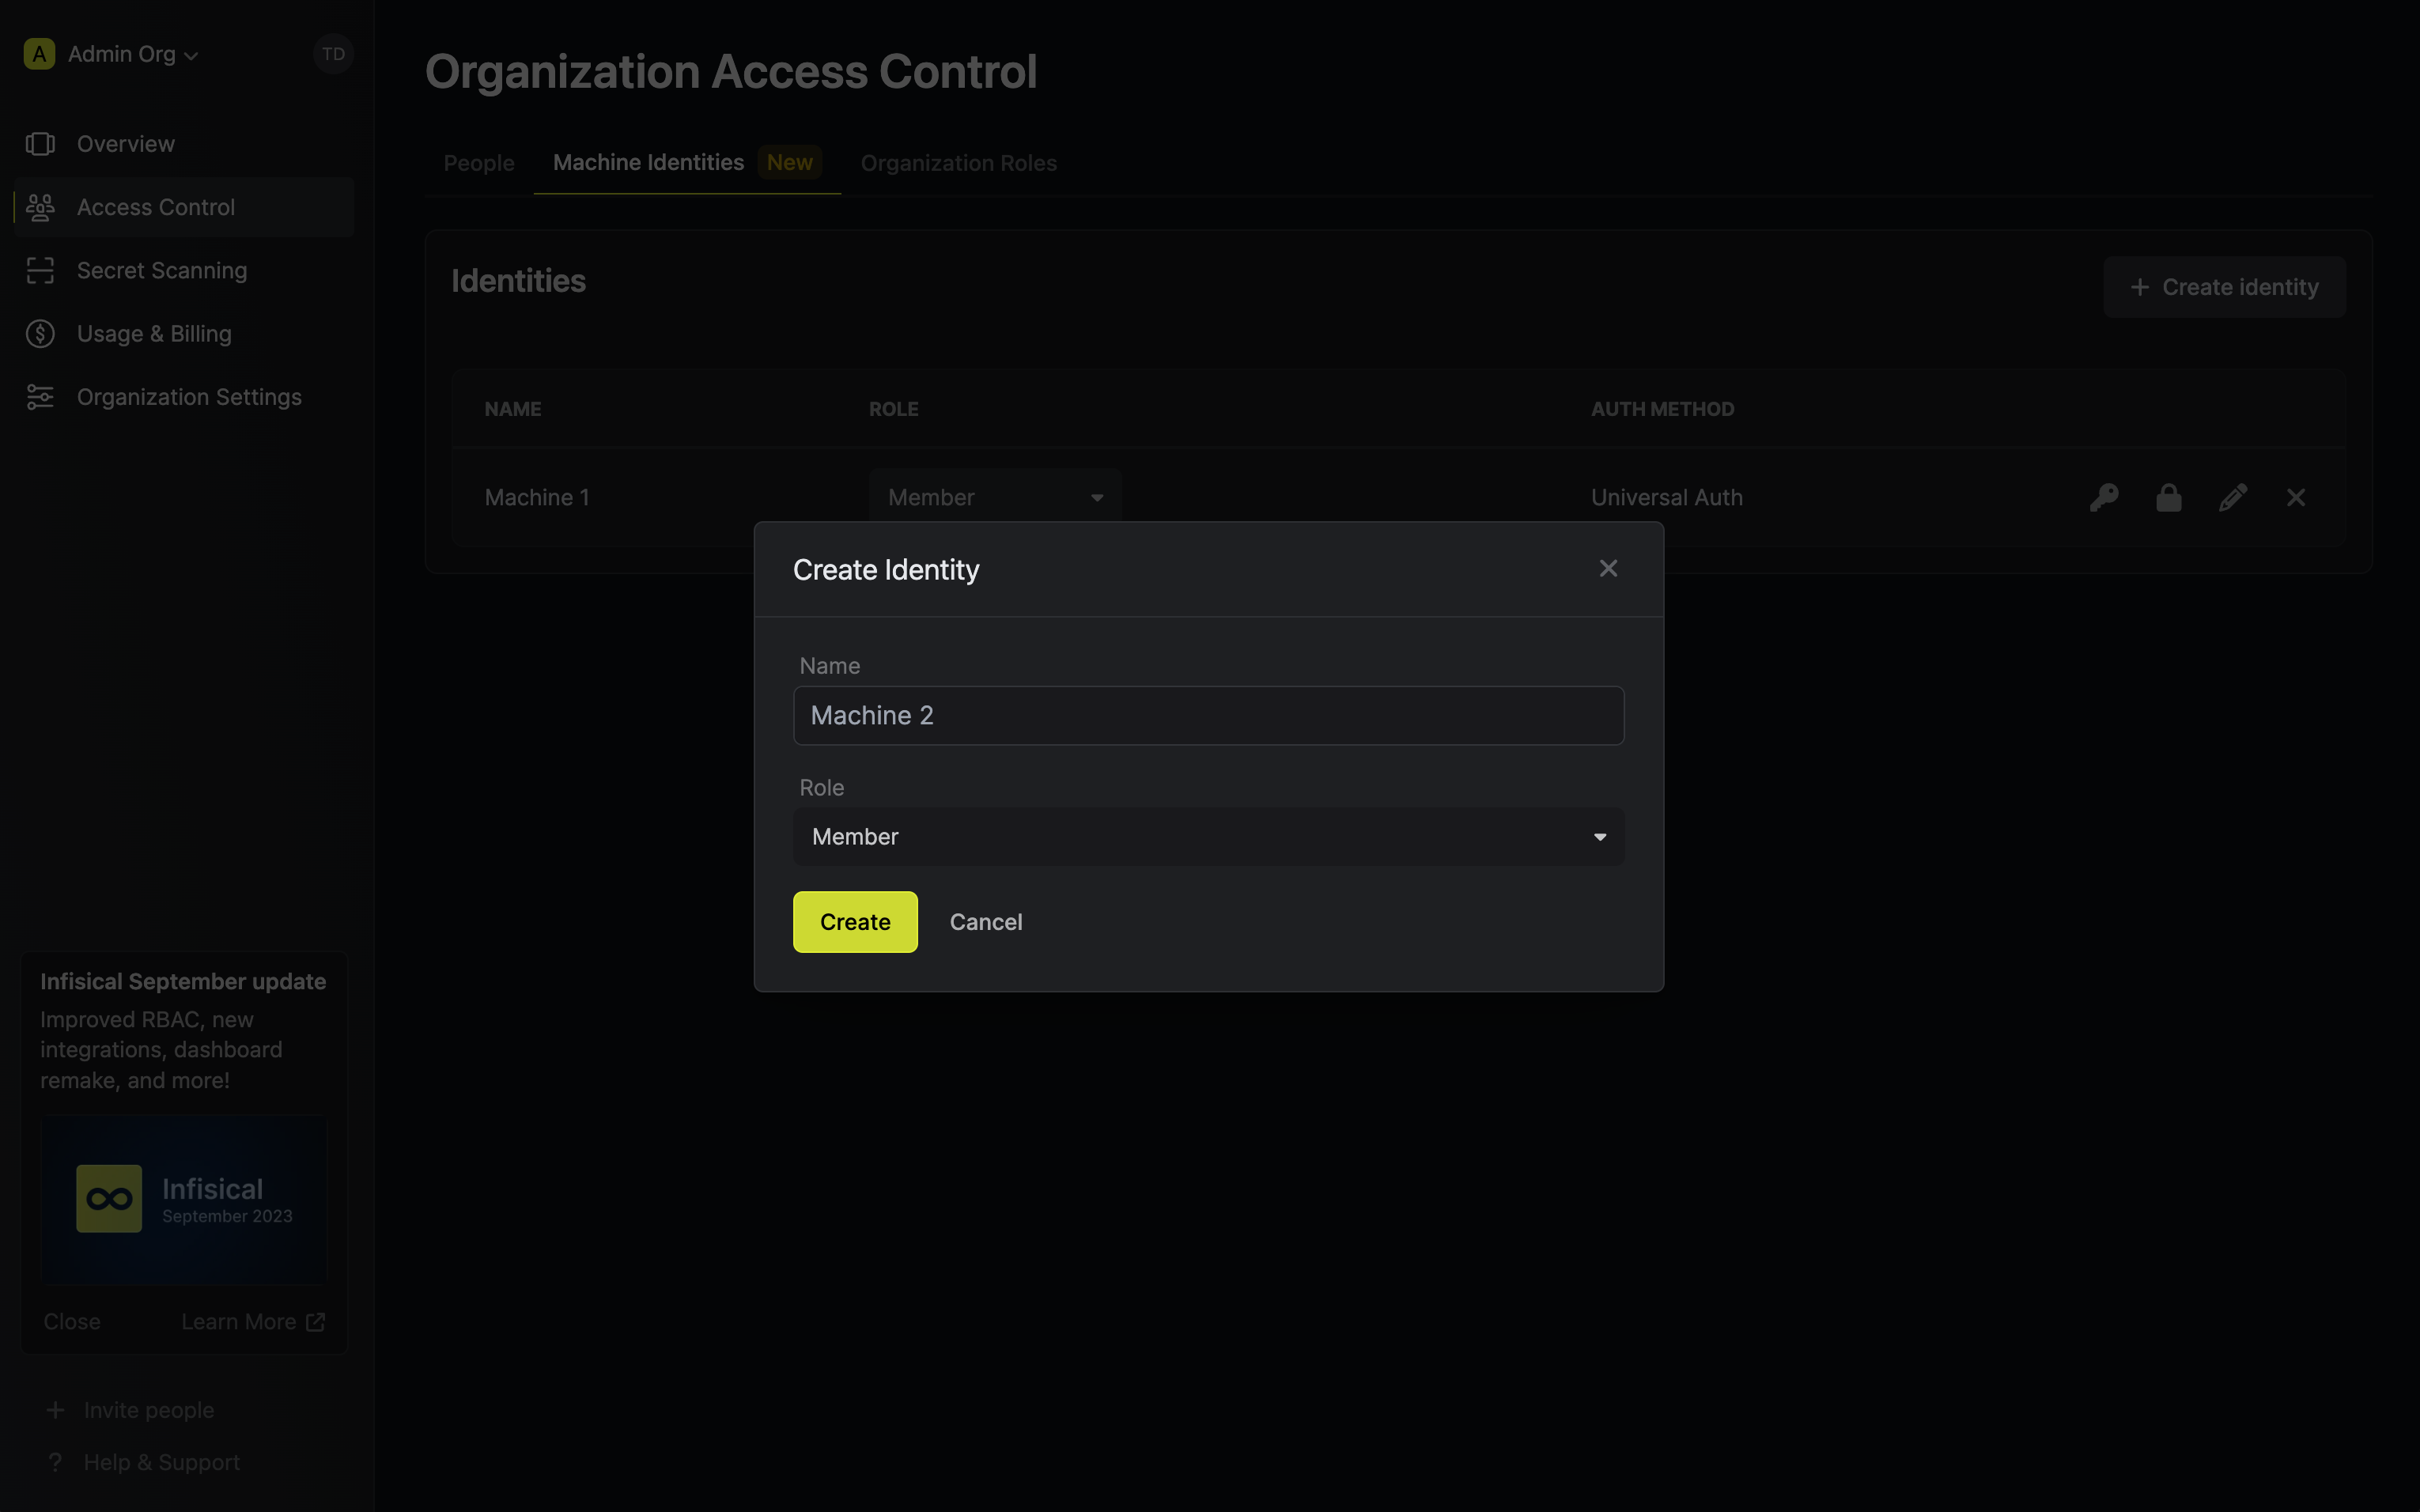 A Admin Org
TD
Overview
Access Control
Secret Scanning
Usage & Billing
Organization Settings
Infisical September update
Improved RBAC, new
integrations, dashboard
remake, and more!
Infisical
September 2023
Close Learn More
Invite people
? Help & Support
Organization Access Control
People Machine Identities New Organization Roles
Identities
+ Create identity
NAME ROLE AUTH METHOD
Machine 1 Member Universal Auth
Create Identity
Name
Machine 2
Role
Member
Create Cancel